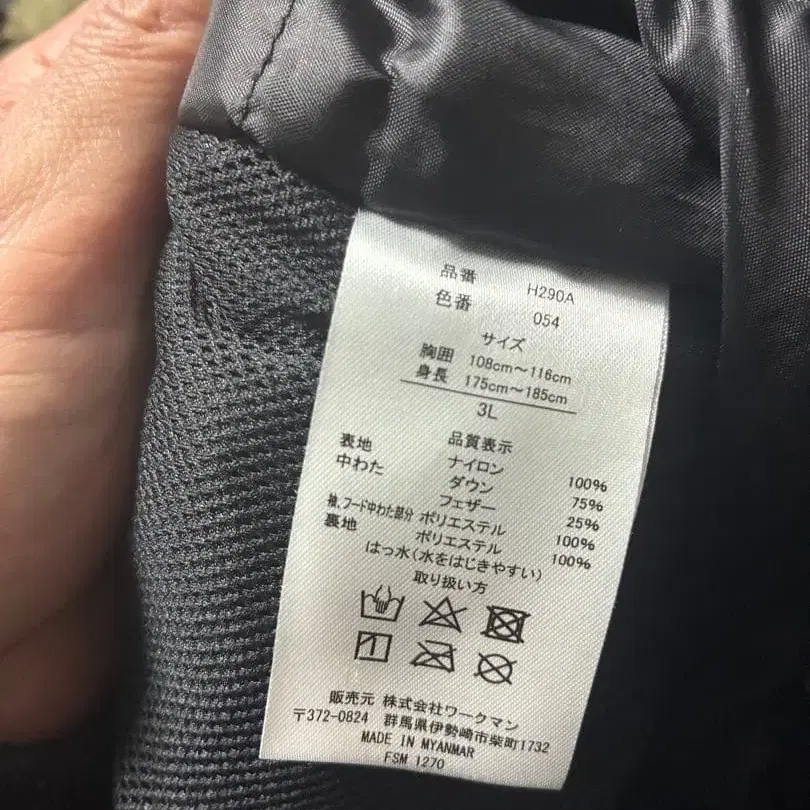 品番 H290A
色番 054
サイズ
胸囲 108cm～116cm
身長 175cm～185cm
3L
品質表示
表地 ナイロン 100%
中わた ダウン 75%
フェザー 25%
袖、フード中わた部分 ポリエステル 100%
裏地 ポリエステル 100%
はっ水(水をはじきやすい)
取り扱い方
販売元 株式会社ワークマン
〒372-0824 群馬県伊勢崎市柴町1732
MADE IN MYANMAR
FSM 1270